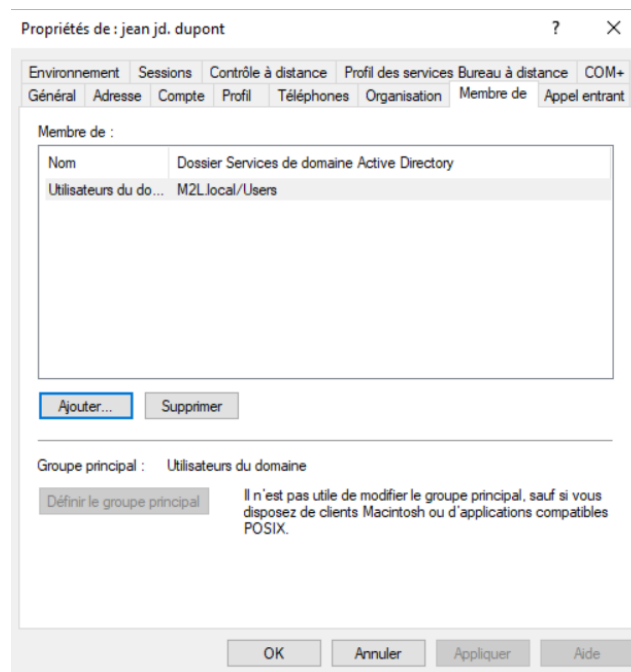 Propriétés de : jean jd. dupont ? ×
Environnement Sessions Contrôle à distance Profil des services Bureau à distance COM+
Général Adresse Compte Profil Téléphones Organisation Membre de Appel entrant
Membre de :
Nom Dossier Services de domaine Active Directory
Utilisateurs du do... M2L.local/Users
Ajouter... Supprimer
Groupe principal : Utilisateurs du domaine
Définir le groupe principal
Il n'est pas utile de modifier le groupe principal, sauf si vous
disposez de clients Macintosh ou d'applications compatibles
POSIX.
OK Annuler Appliquer Aide